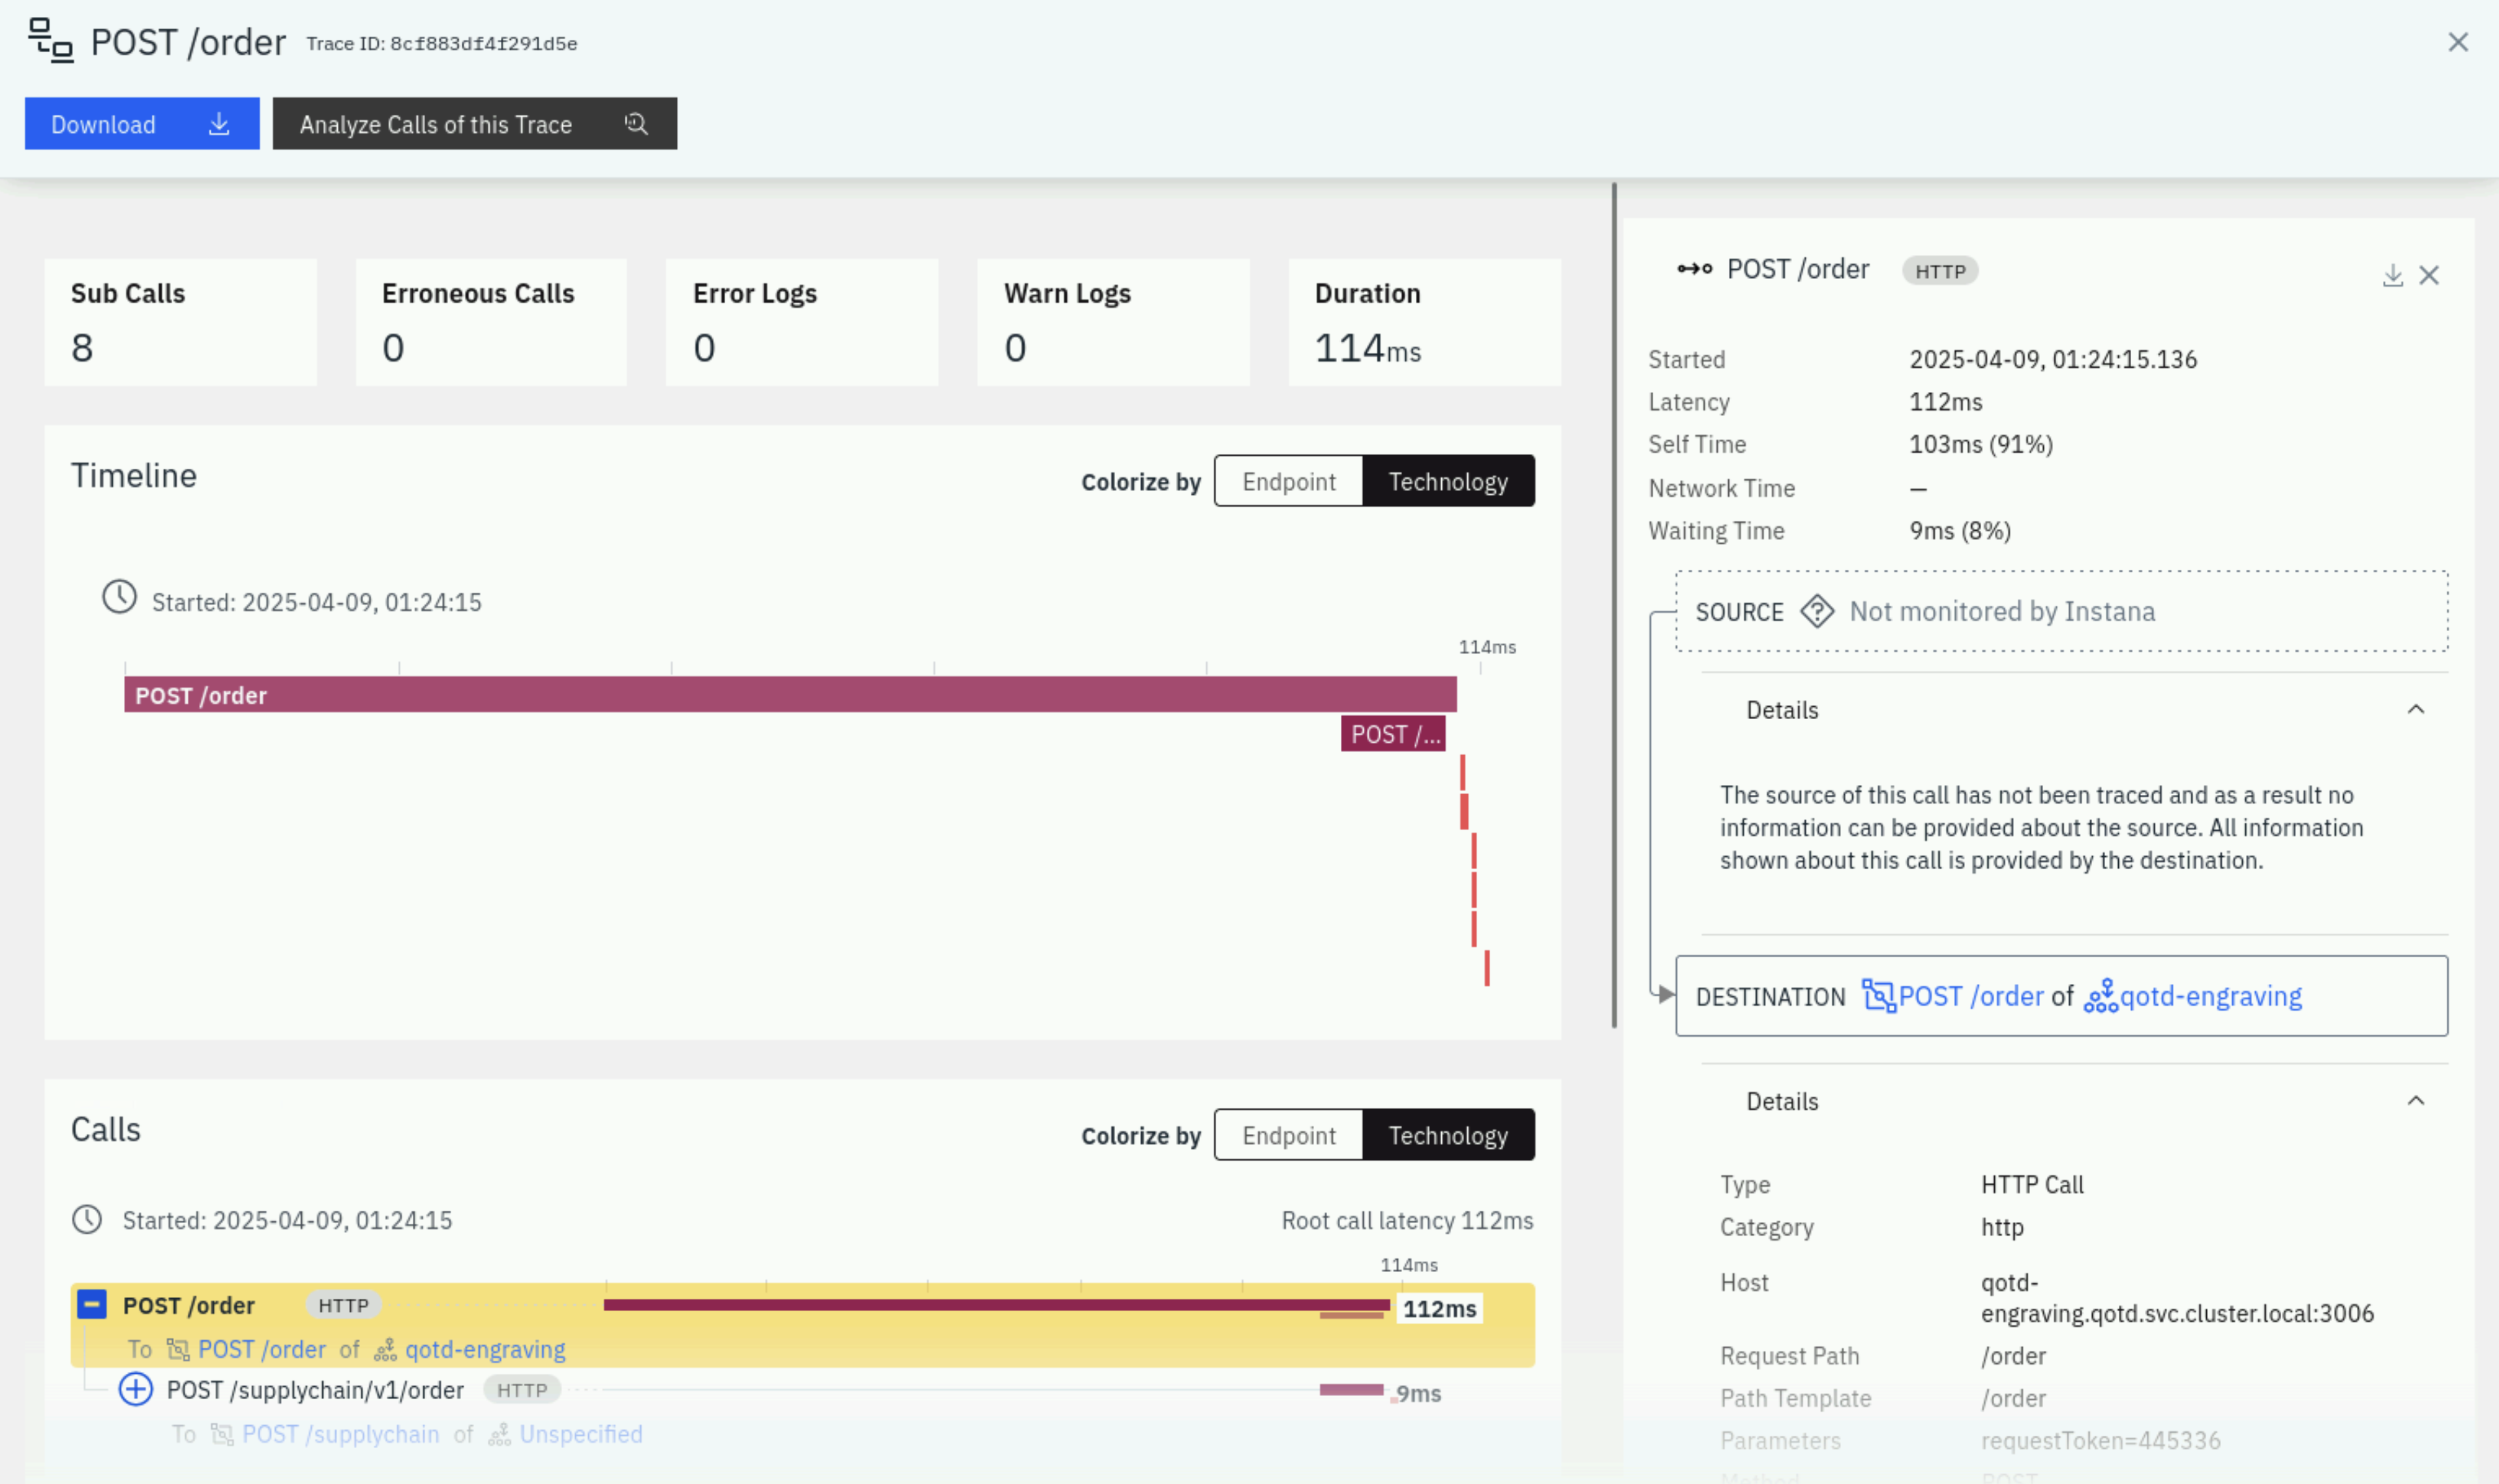 POST /order Trace ID: 8cf883df4f291d5e
Download
Analyze Calls of this Trace
Sub Calls
8
Erroneous Calls
0
Error Logs
0
Warn Logs
0
Duration
114ms
Timeline
Colorize by Endpoint Technology
Started: 2025-04-09, 01:24:15
114ms
POST /order
POST /...
Calls
Colorize by Endpoint Technology
Started: 2025-04-09, 01:24:15
Root call latency 112ms
114ms
POST /order HTTP 112ms
To POST /order of qotd-engraving
POST /supplychain/v1/order HTTP 9ms
To POST /supplychain of Unspecified
POST /order HTTP
Started 2025-04-09, 01:24:15.136
Latency 112ms
Self Time 103ms (91%)
Network Time —
Waiting Time 9ms (8%)
SOURCE Not monitored by Instana
Details
The source of this call has not been traced and as a result no
information can be provided about the source. All information
shown about this call is provided by the destination.
DESTINATION POST /order of qotd-engraving
Details
Type HTTP Call
Category http
Host qotd-
engraving.qotd.svc.cluster.local:3006
Request Path /order
Path Template /order
Parameters requestToken=445336
Method POST